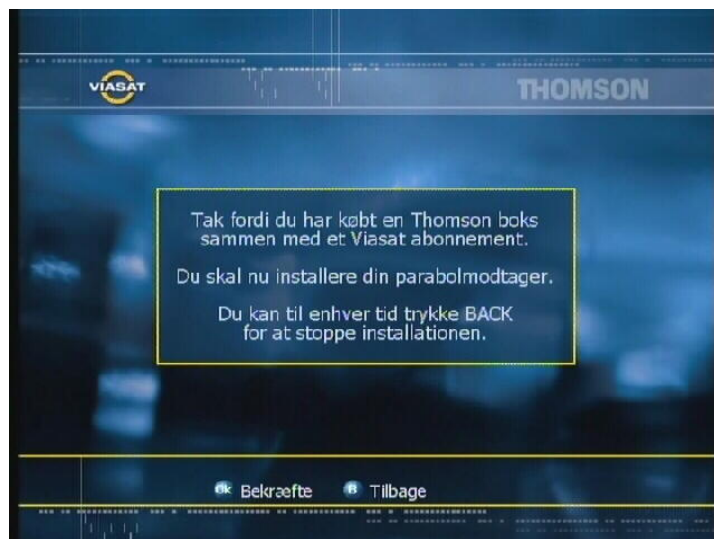 VIASAT
THOMSON
Tak fordi du har købt en Thomson boks
sammen med et Viasat abonnement.
Du skal nu installere din parabolmodtager.
Du kan til enhver tid trykke BACK
for at stoppe installationen.
Ok Bekræfte B Tilbage